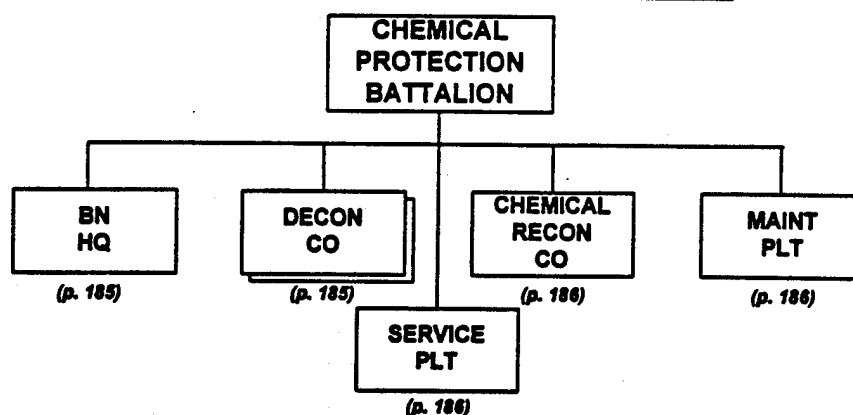 CHEMICAL
PROTECTION
BATTALION
BN
HQ
(p. 185)
DECON
CO
(p. 185)
CHEMICAL
RECON
CO
(p. 186)
MAINT
PLT
(p. 186)
SERVICE
PLT
(p. 186)